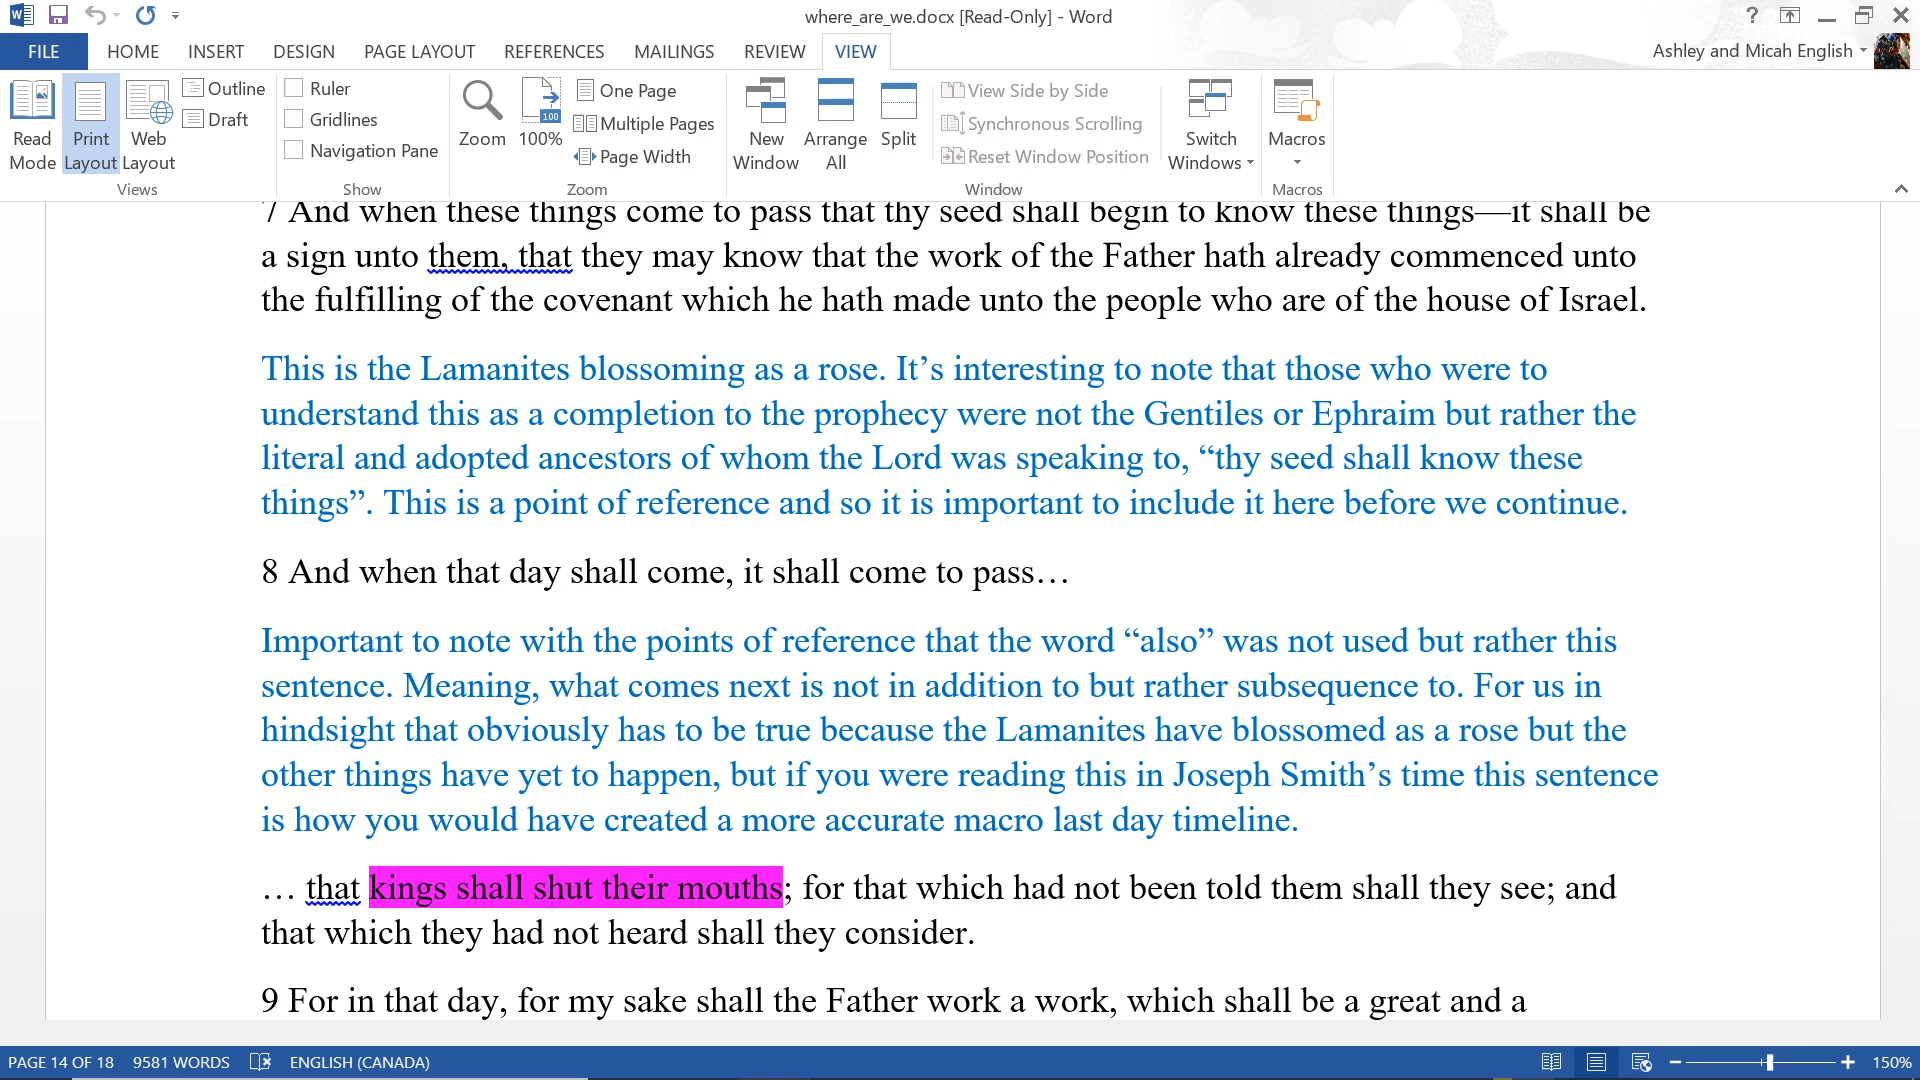 where_are_we.docx [Read-Only] - Word
?
FILE HOME INSERT DESIGN PAGE LAYOUT REFERENCES MAILINGS REVIEW VIEW
Ashley and Micah English
Read Mode
Print Layout
Web Layout
Outline
Draft
Views
Ruler
Gridlines
Navigation Pane
Show
Zoom
100
100%
One Page
Multiple Pages
Page Width
Zoom
New Window
Arrange All
Split
View Side by Side
Synchronous Scrolling
Reset Window Position
Switch Windows
Window
Macros
Macros
7 And when these things come to pass that thy seed shall begin to know these things—it shall be
a sign unto them, that they may know that the work of the Father hath already commenced unto
the fulfilling of the covenant which he hath made unto the people who are of the house of Israel.
This is the Lamanites blossoming as a rose. It’s interesting to note that those who were to
understand this as a completion to the prophecy were not the Gentiles or Ephraim but rather the
literal and adopted ancestors of whom the Lord was speaking to, “thy seed shall know these
things”. This is a point of reference and so it is important to include it here before we continue.
8 And when that day shall come, it shall come to pass…
Important to note with the points of reference that the word “also” was not used but rather this
sentence. Meaning, what comes next is not in addition to but rather subsequence to. For us in
hindsight that obviously has to be true because the Lamanites have blossomed as a rose but the
other things have yet to happen, but if you were reading this in Joseph Smith’s time this sentence
is how you would have created a more accurate macro last day timeline.
… that kings shall shut their mouths; for that which had not been told them shall they see; and
that which they had not heard shall they consider.
9 For in that day, for my sake shall the Father work a work, which shall be a great and a
PAGE 14 OF 18 9581 WORDS ENGLISH (CANADA)
150%